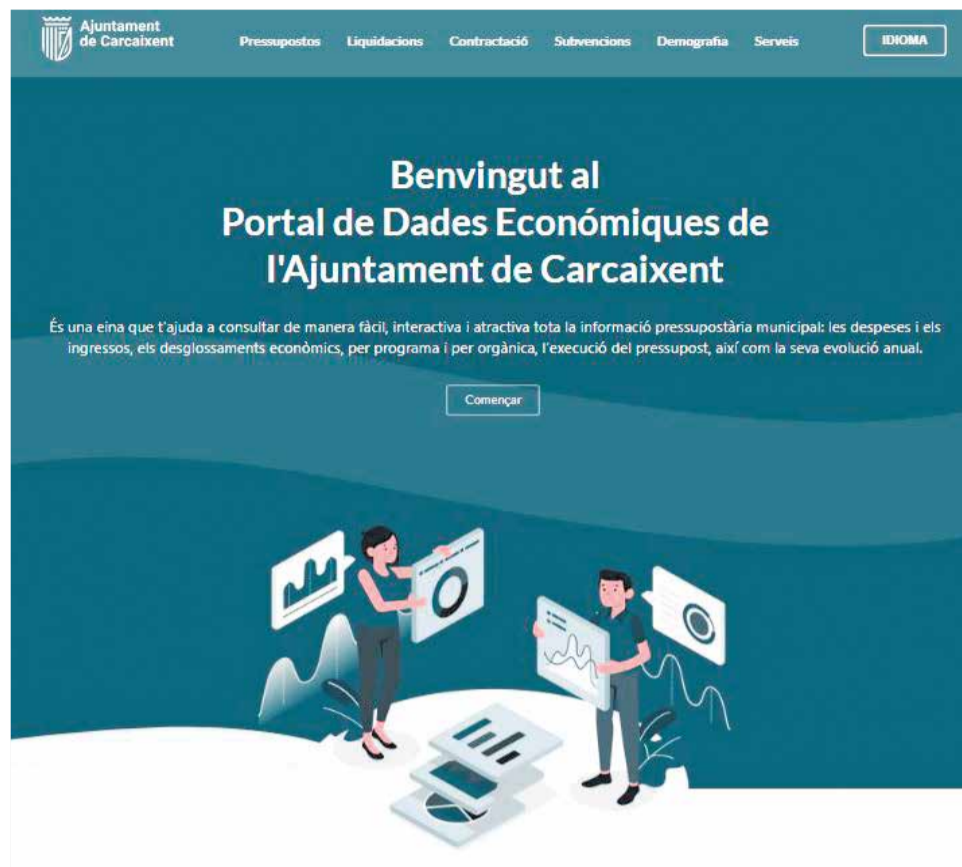 Ajuntament
de Carcaixent
Pressupostos Liquidacions Contractació Subvencions Demografia Serveis IDIOMA
Benvingut al
Portal de Dades Económiques de
l'Ajuntament de Carcaixent
És una eina que t'ajuda a consultar de manera fàcil, interactiva i atractiva tota la informació pressupostària municipal: les despeses i els
ingressos, els desglossaments econòmics, per programa i per orgànica, l'execució del pressupost, així com la seva evolució anual.
Començar